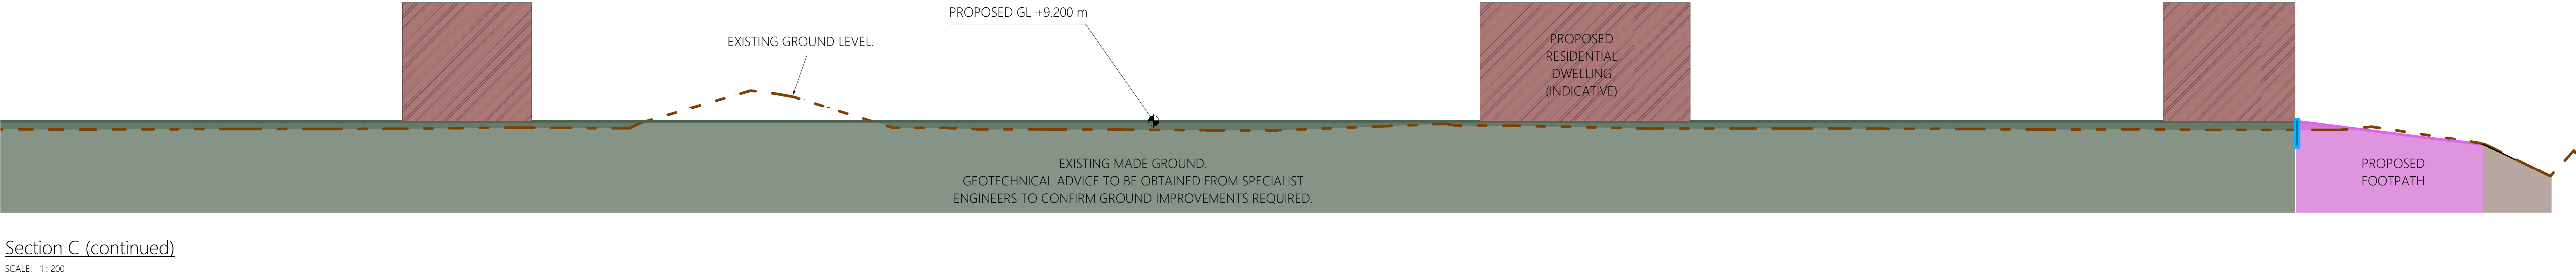 PROPOSED GL +9.200 m
EXISTING GROUND LEVEL.
PROPOSED
RESIDENTIAL
DWELLING
(INDICATIVE)
EXISTING MADE GROUND.
GEOTECHNICAL ADVICE TO BE OBTAINED FROM SPECIALIST
ENGINEERS TO CONFIRM GROUND IMPROVEMENTS REQUIRED.
PROPOSED
FOOTPATH
Section C (continued)
SCALE: 1 : 200